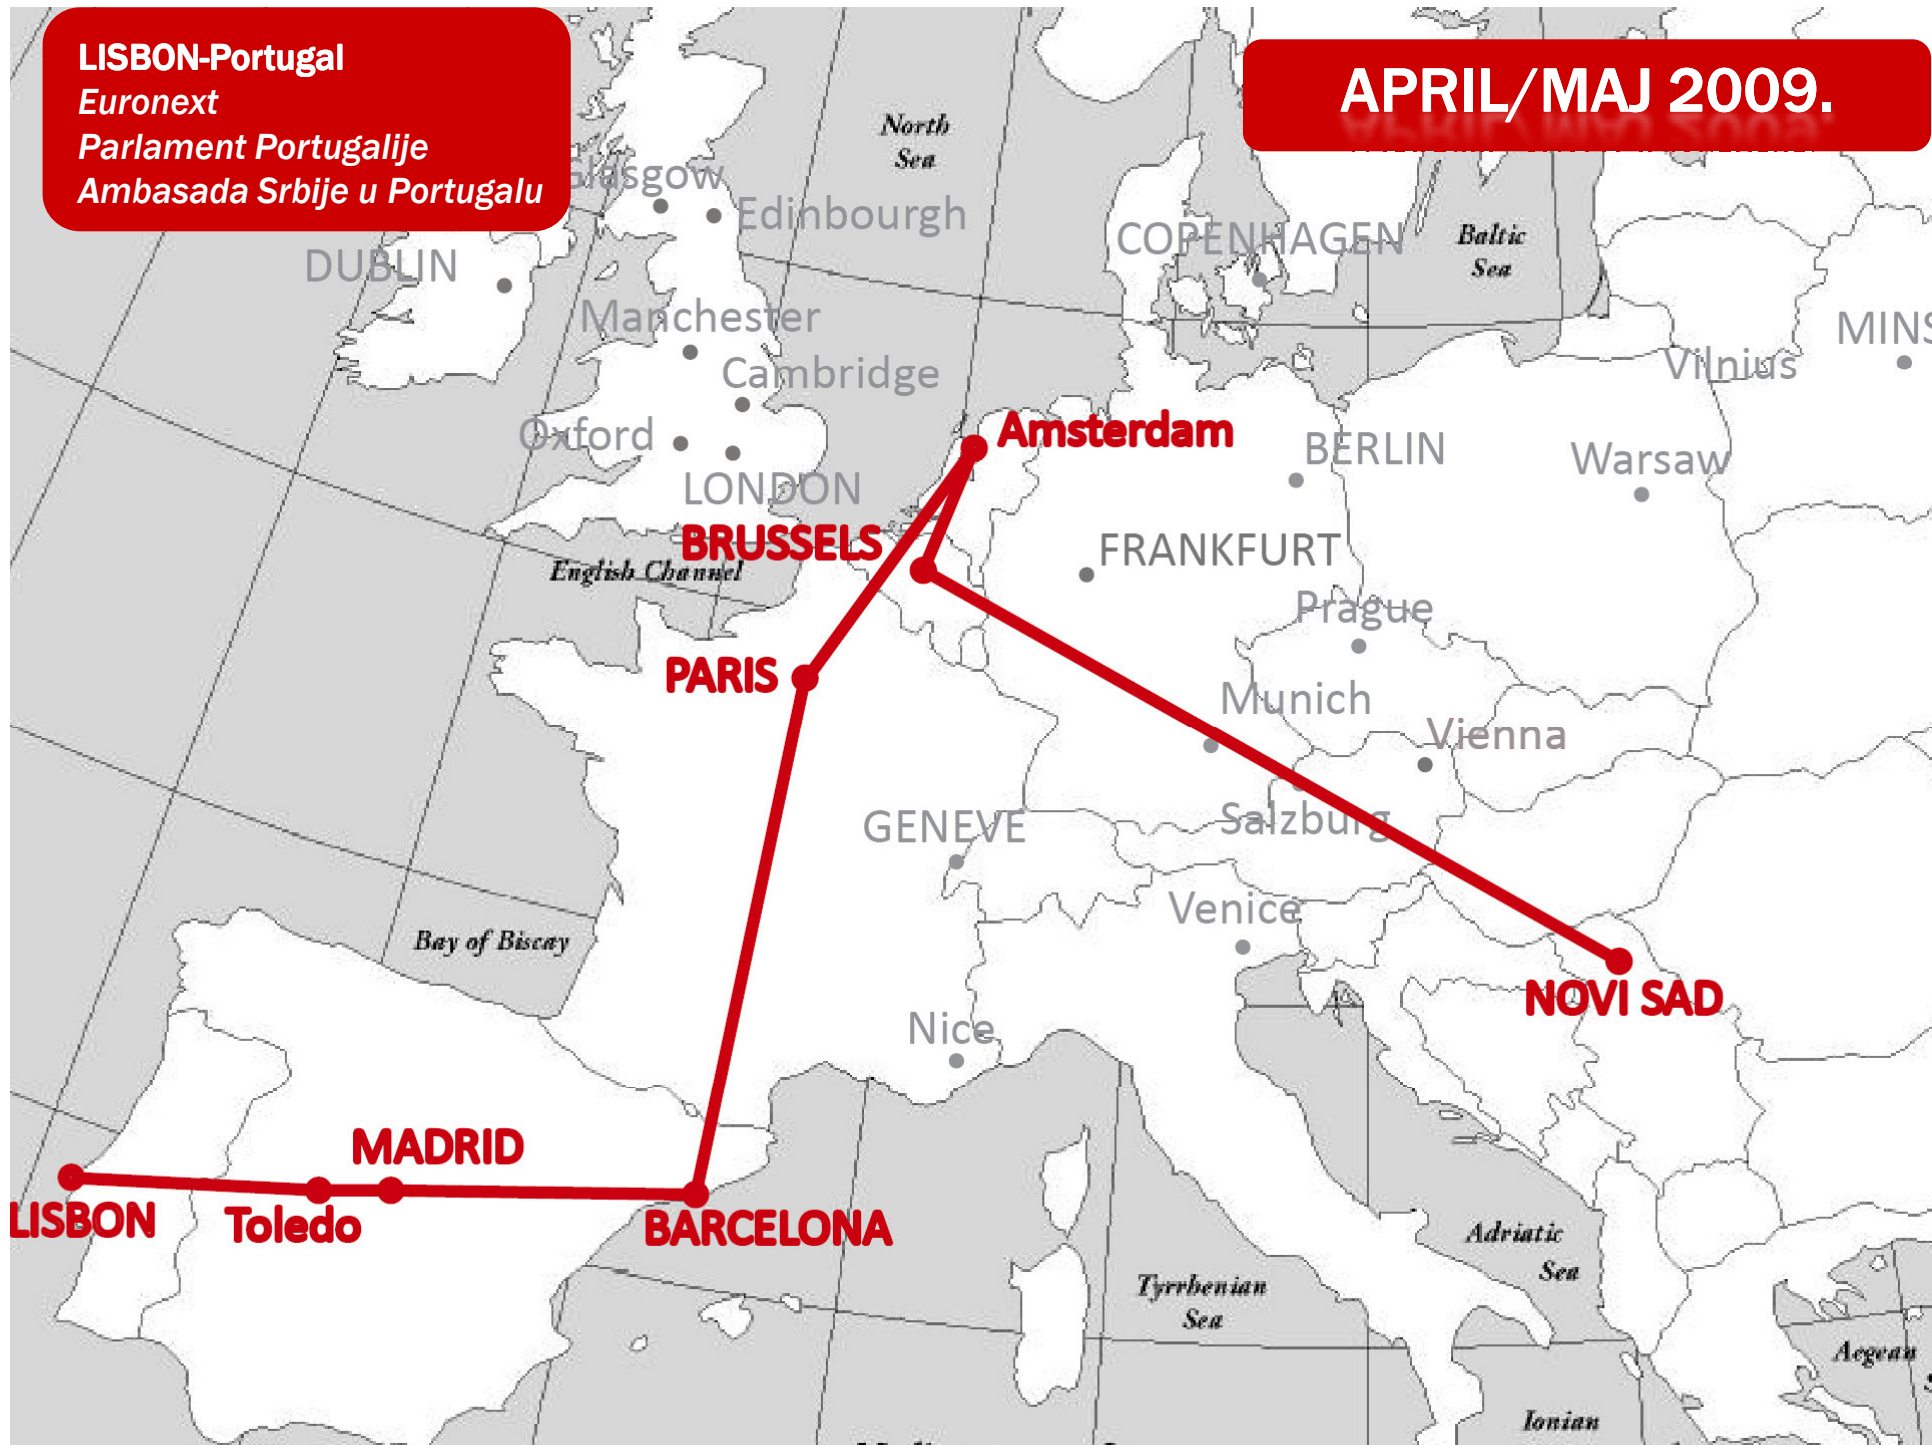 LISBON-Portugal
Euronext
Parlament Portugalije
Ambasada Srbije u Portugalu
APRIL/MAJ 2009.
North
Sea
Glasgow
Edinbourgh
COPENHAGEN
Baltic
Sea
DUBLIN
Manchester
MINS
Vilnius
Cambridge
Oxford
Amsterdam
BERLIN
Warsaw
LONDON
BRUSSELS
FRANKFURT
English Channel
Prague
PARIS
Munich
Vienna
GENEVE
Salzburg
Venice
Bay of Biscay
NOVI SAD
Nice
MADRID
LISBON
Toledo
BARCELONA
Adriatic
Sea
Tyrrhenian
Sea
Aegean
S
Ionian